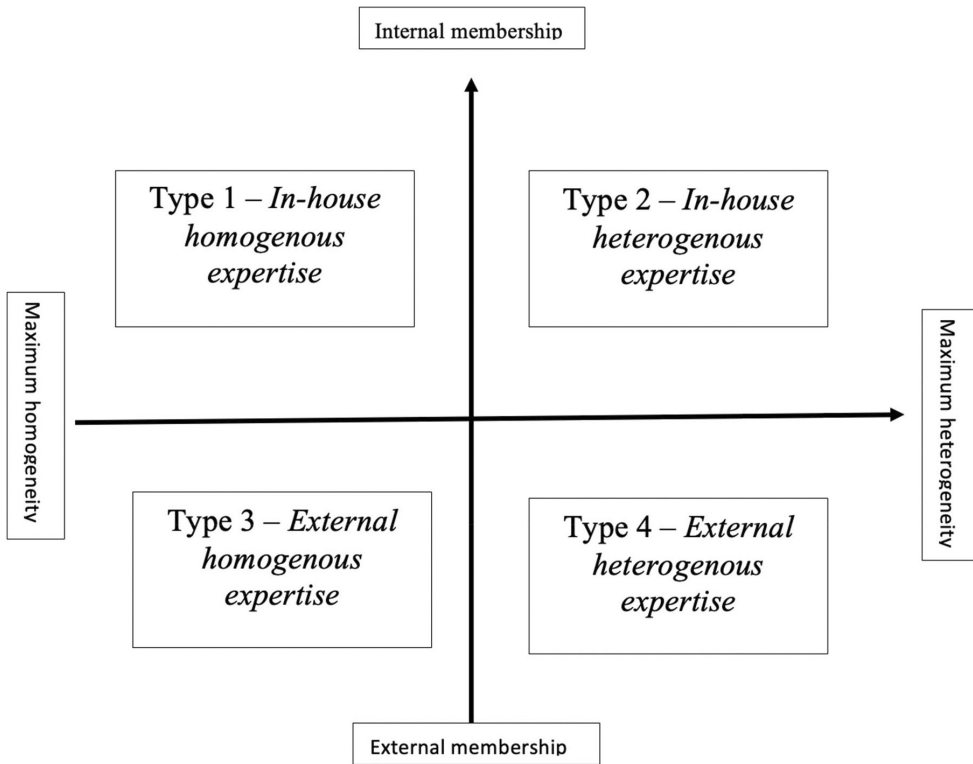 Internal membership
Type 1 – In-house
homogenous
expertise
Type 2 – In-house
heterogenous
expertise
Maximum homogeneity
Maximum heterogeneity
Type 3 – External
homogenous
expertise
Type 4 – External
heterogenous
expertise
External membership